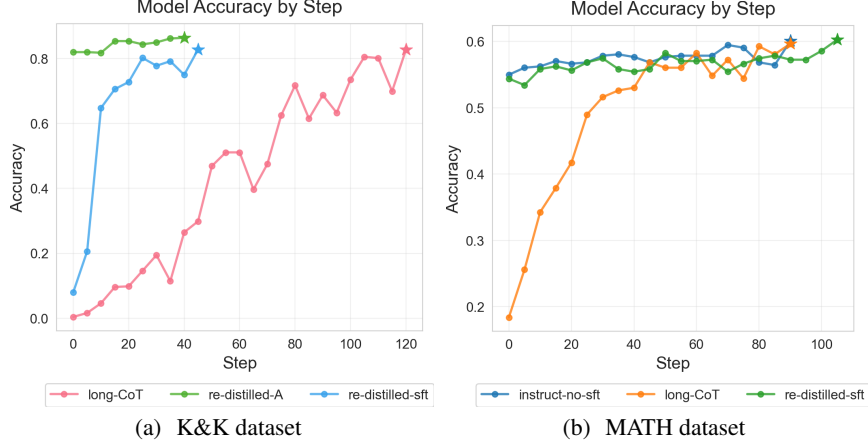 Model Accuracy by Step
0.8
0.6
0.4
0.2
0.0
Accuracy
0 20 40 60 80 100 120
Step
long-CoT re-distilled-A re-distilled-sft
(a) K&K dataset
Model Accuracy by Step
0.6
0.5
0.4
0.3
0.2
Accuracy
0 20 40 60 80 100
Step
instruct-no-sft long-CoT re-distilled-sft
(b) MATH dataset